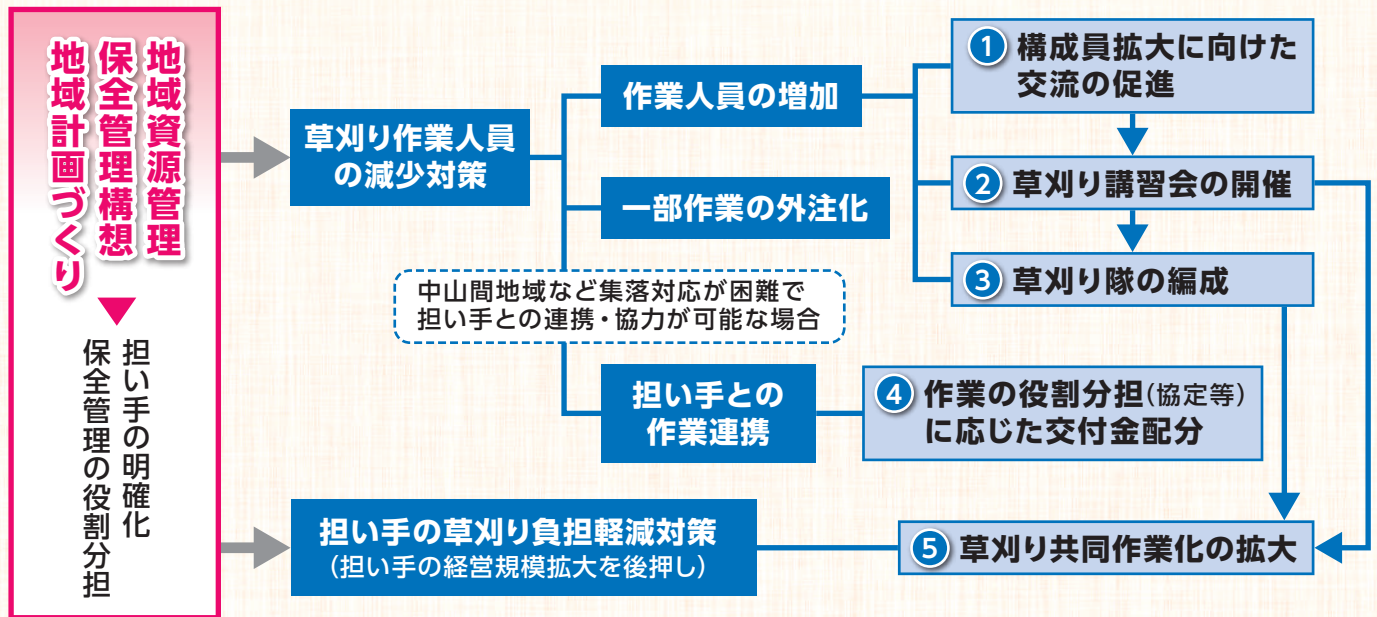 地域資源管理
保全管理構想
地域計画づくり
担い手の明確化
保全管理の役割分担
草刈り作業人員
の減少対策
作業人員の増加
一部作業の外注化
中山間地域など集落対応が困難で
担い手との連携・協力が可能な場合
担い手との
作業連携
担い手の草刈り負担軽減対策
(担い手の経営規模拡大を後押し)
1 構成員拡大に向けた
交流の促進
2 草刈り講習会の開催
3 草刈り隊の編成
4 作業の役割分担(協定等)
に応じた交付金配分
5 草刈り共同作業化の拡大